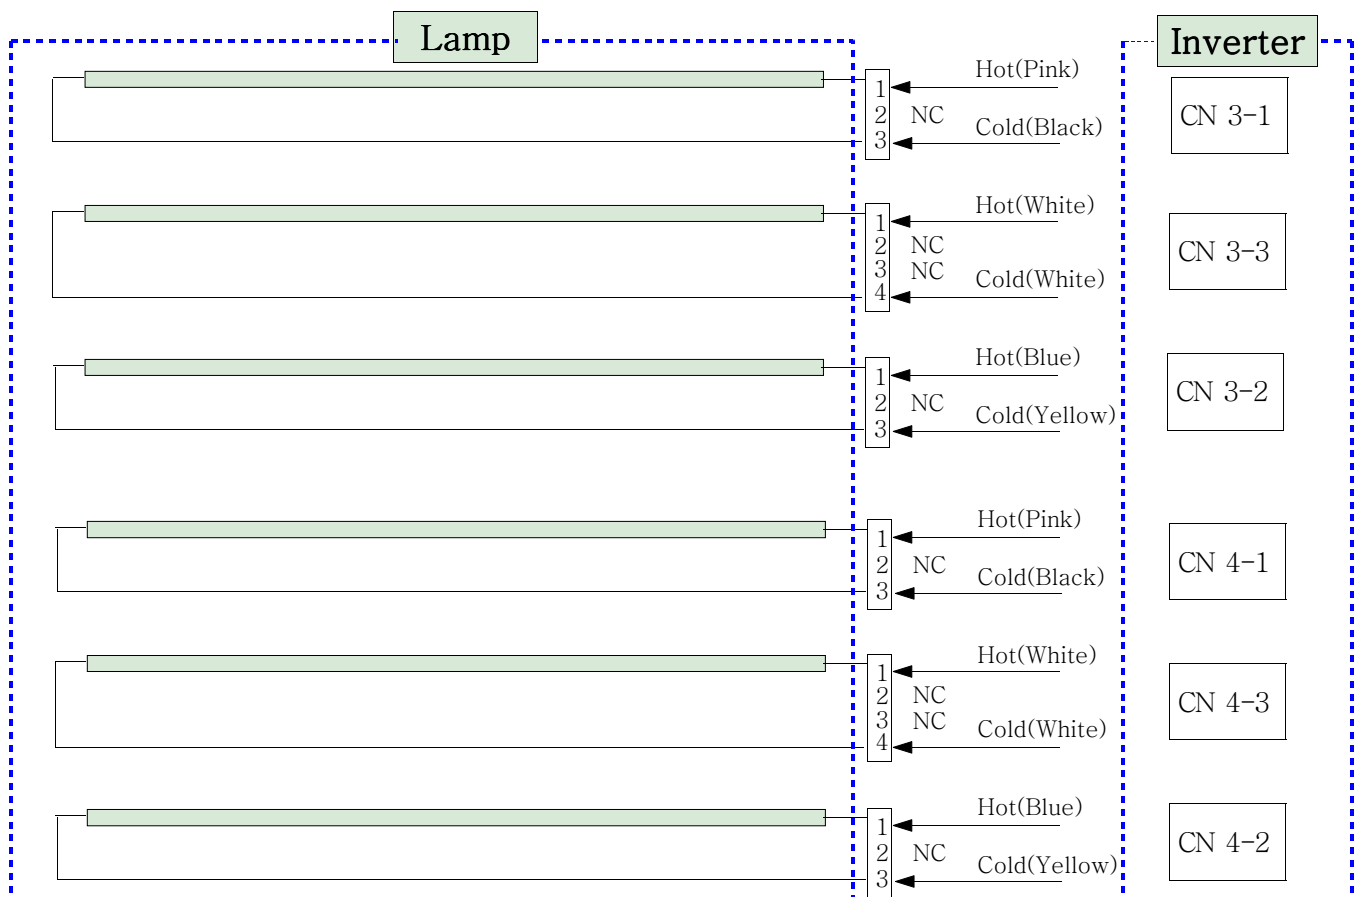 Lamp
Inverter
Hot(Pink)
1
2 NC
Cold(Black)
3
CN 3-1
Hot(White)
1
2 NC
3 NC
Cold(White)
4
CN 3-3
Hot(Blue)
1
2 NC
Cold(Yellow)
3
CN 3-2
Hot(Pink)
1
2 NC
Cold(Black)
3
CN 4-1
Hot(White)
1
2 NC
3 NC
Cold(White)
4
CN 4-3
Hot(Blue)
1
2 NC
Cold(Yellow)
3
CN 4-2